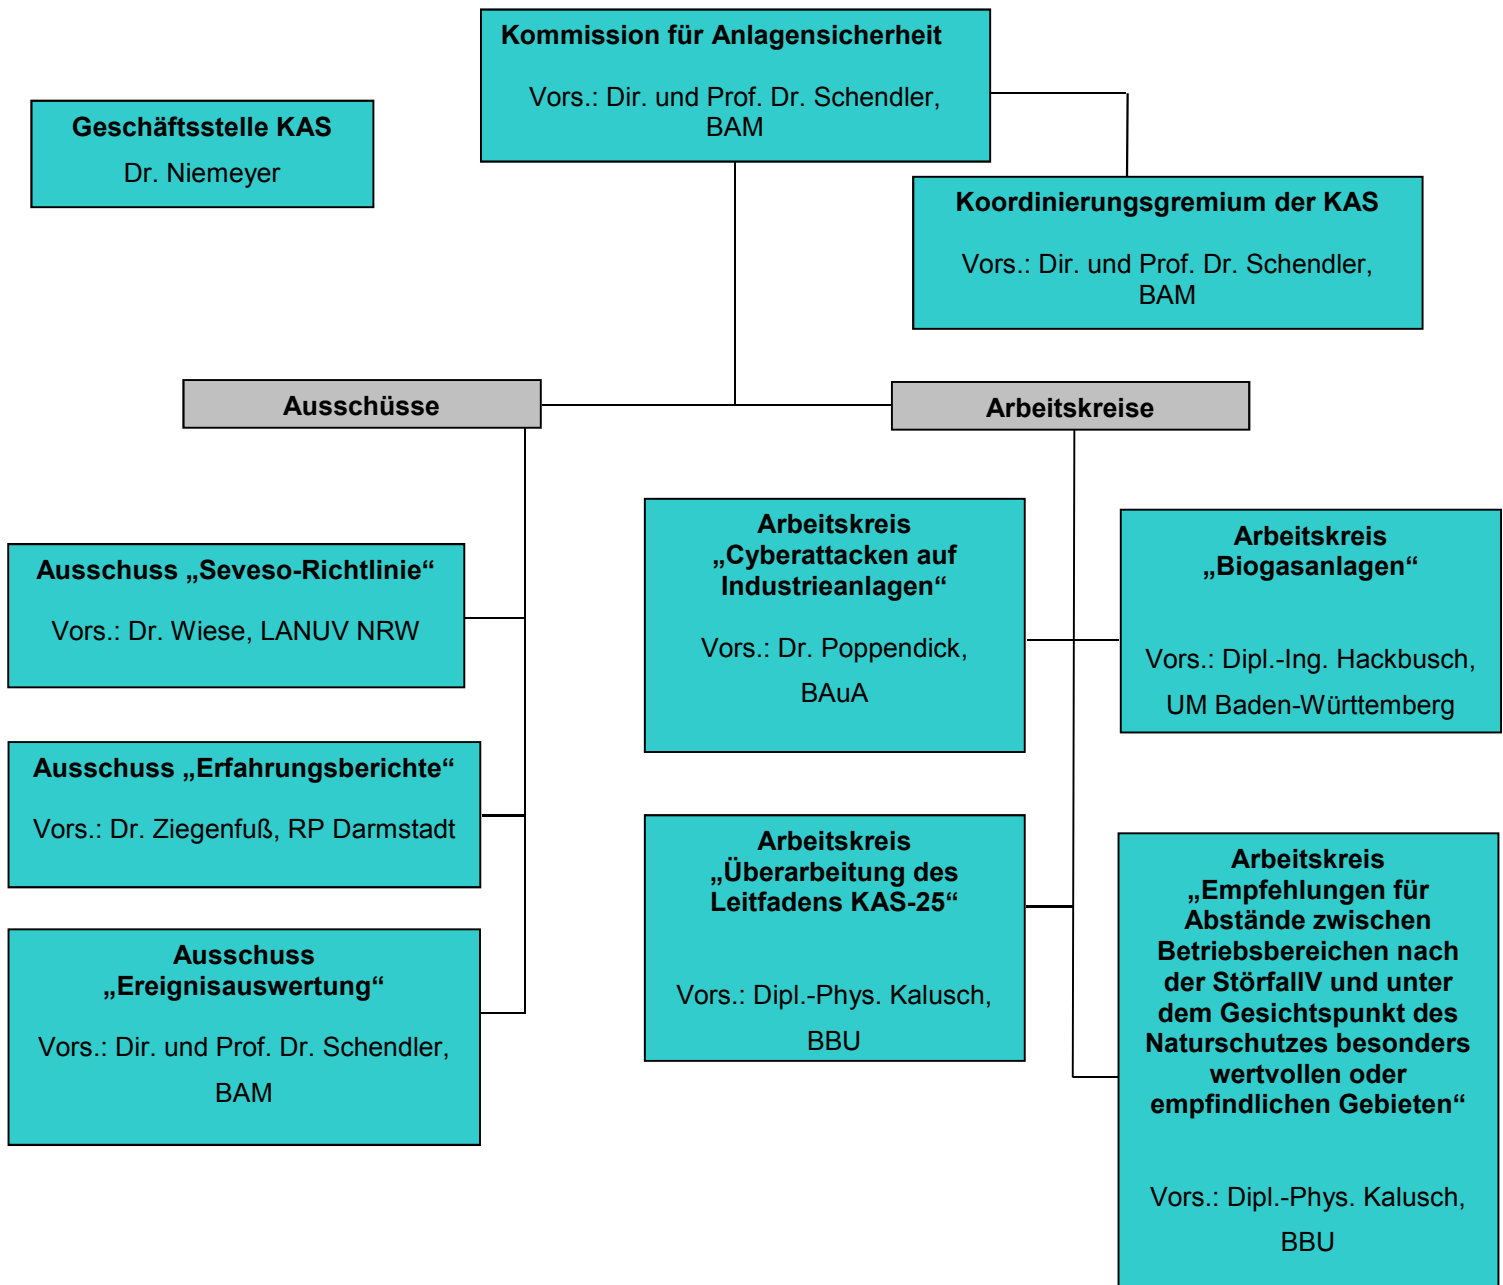 Kommission für Anlagensicherheit
Vors.: Dir. und Prof. Dr. Schendler,
BAM
Geschäftsstelle KAS
Dr. Niemeyer
Koordinierungsgremium der KAS
Vors.: Dir. und Prof. Dr. Schendler,
BAM
Ausschüsse
Arbeitskreise
Ausschuss „Seveso-Richtlinie“
Vors.: Dr. Wiese, LANUV NRW
Ausschuss „Erfahrungsberichte“
Vors.: Dr. Ziegenfuß, RP Darmstadt
Ausschuss
„Ereignisauswertung“
Vors.: Dir. und Prof. Dr. Schendler,
BAM
Arbeitskreis
„Cyberattacken auf
Industrieanlagen“
Vors.: Dr. Poppendick,
BAuA
Arbeitskreis
„Biogasanlagen“
Vors.: Dipl.-Ing. Hackbusch,
UM Baden-Württemberg
Arbeitskreis
„Überarbeitung des
Leitfadens KAS-25“
Vors.: Dipl.-Phys. Kalusch,
BBU
Arbeitskreis
„Empfehlungen für
Abstände zwischen
Betriebsbereichen nach
der StörfallV und unter
dem Gesichtspunkt des
Naturschutzes besonders
wertvollen oder
empfindlichen Gebieten“
Vors.: Dipl.-Phys. Kalusch,
BBU